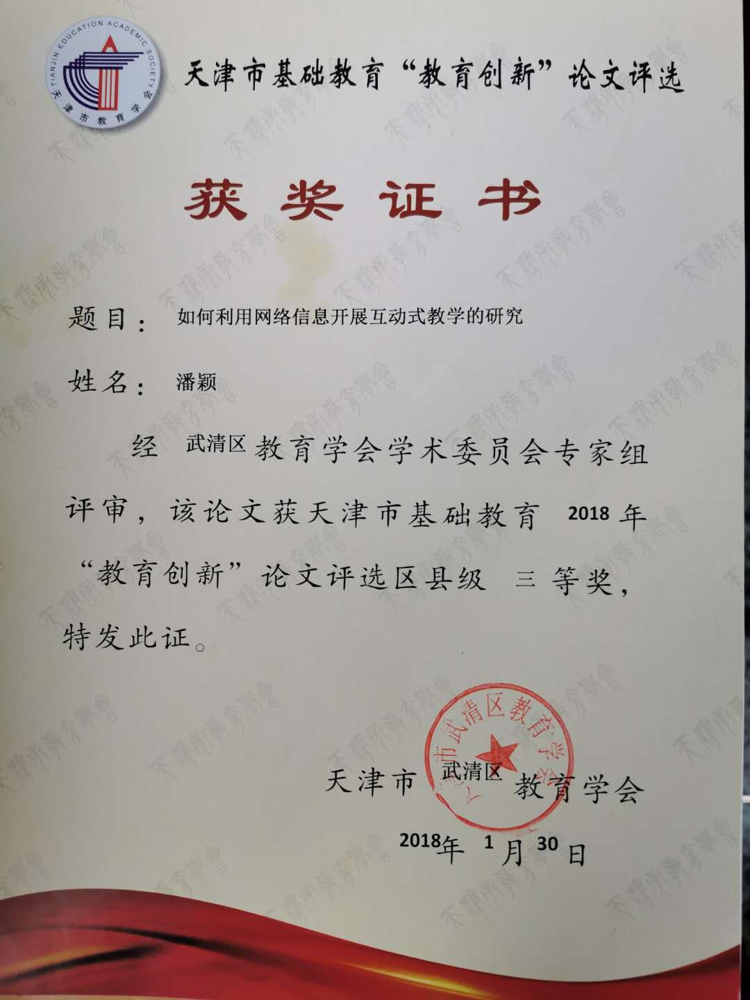 TIANJIN EDUCATION ACADEMIC SOCIETY
天津市教育学会
天津市基础教育“教育创新”论文评选
获奖证书
题目：如何利用网络信息开展互动式教学的研究
姓名：潘颖
经 武清区 教育学会学术委员会专家组
评审，该论文获天津市基础教育 2018 年
“教育创新”论文评选区县级 三 等奖，
特发此证。
天津市武清区教育学会
天津市 武清区 教育学会
2018年 1 月 30 日